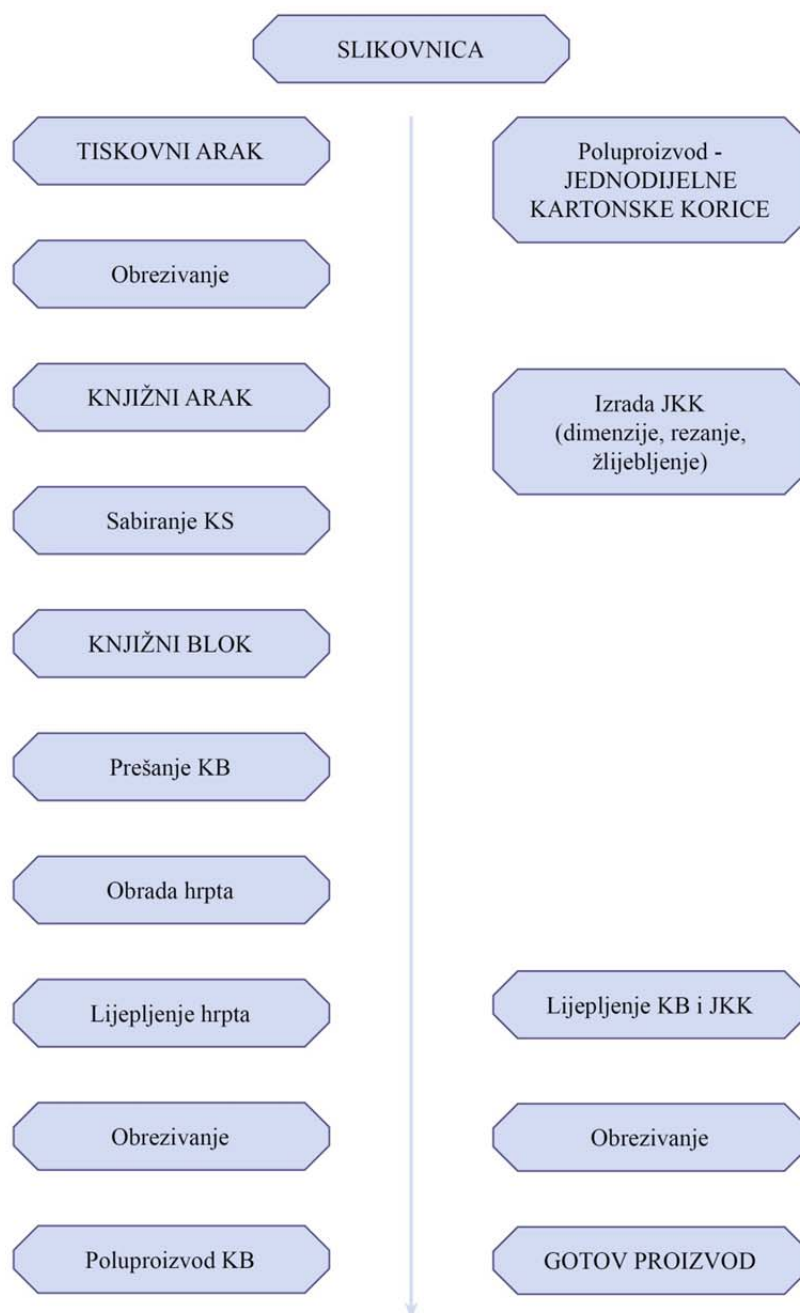 SLIKOVNICA
TISKOVNI ARAK
Obrezivanje
KNJIŽNI ARAK
Sabiranje KS
KNJIŽNI BLOK
Prešanje KB
Obrada hrpta
Lijepljenje hrpta
Obrezivanje
Poluproizvod KB
Poluproizvod -
JEDNODIJELNE
KARTONSKE KORICE
Izrada JKK
(dimenzije, rezanje,
žlijebljenje)
Lijepljenje KB i JKK
Obrezivanje
GOTOV PROIZVOD